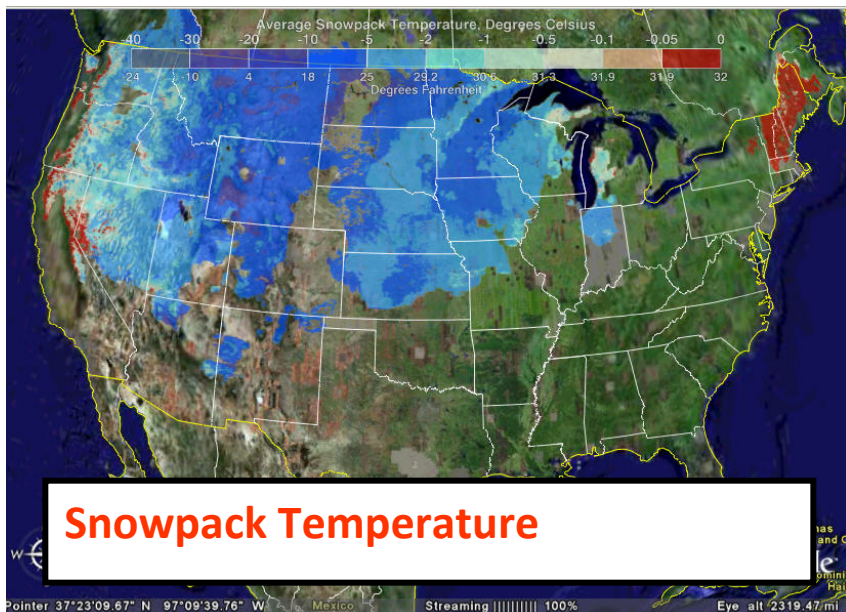 Average Snowpack Temperature, Degrees Celsius
-40 -30 -20 -10 -5 -2 -1 -0.5 -0.1 -0.05 0
-24 -10 4 18 25 29.2 30.6 31.3 31.9 31.9 32
Degrees Fahrenheit
2
Snowpack Temperature
W
Mexico
Pointer 37°23'09.67" N 97°09'39.76" W
Streaming |||||||||| 100%
Eye alt 2319.47 mi